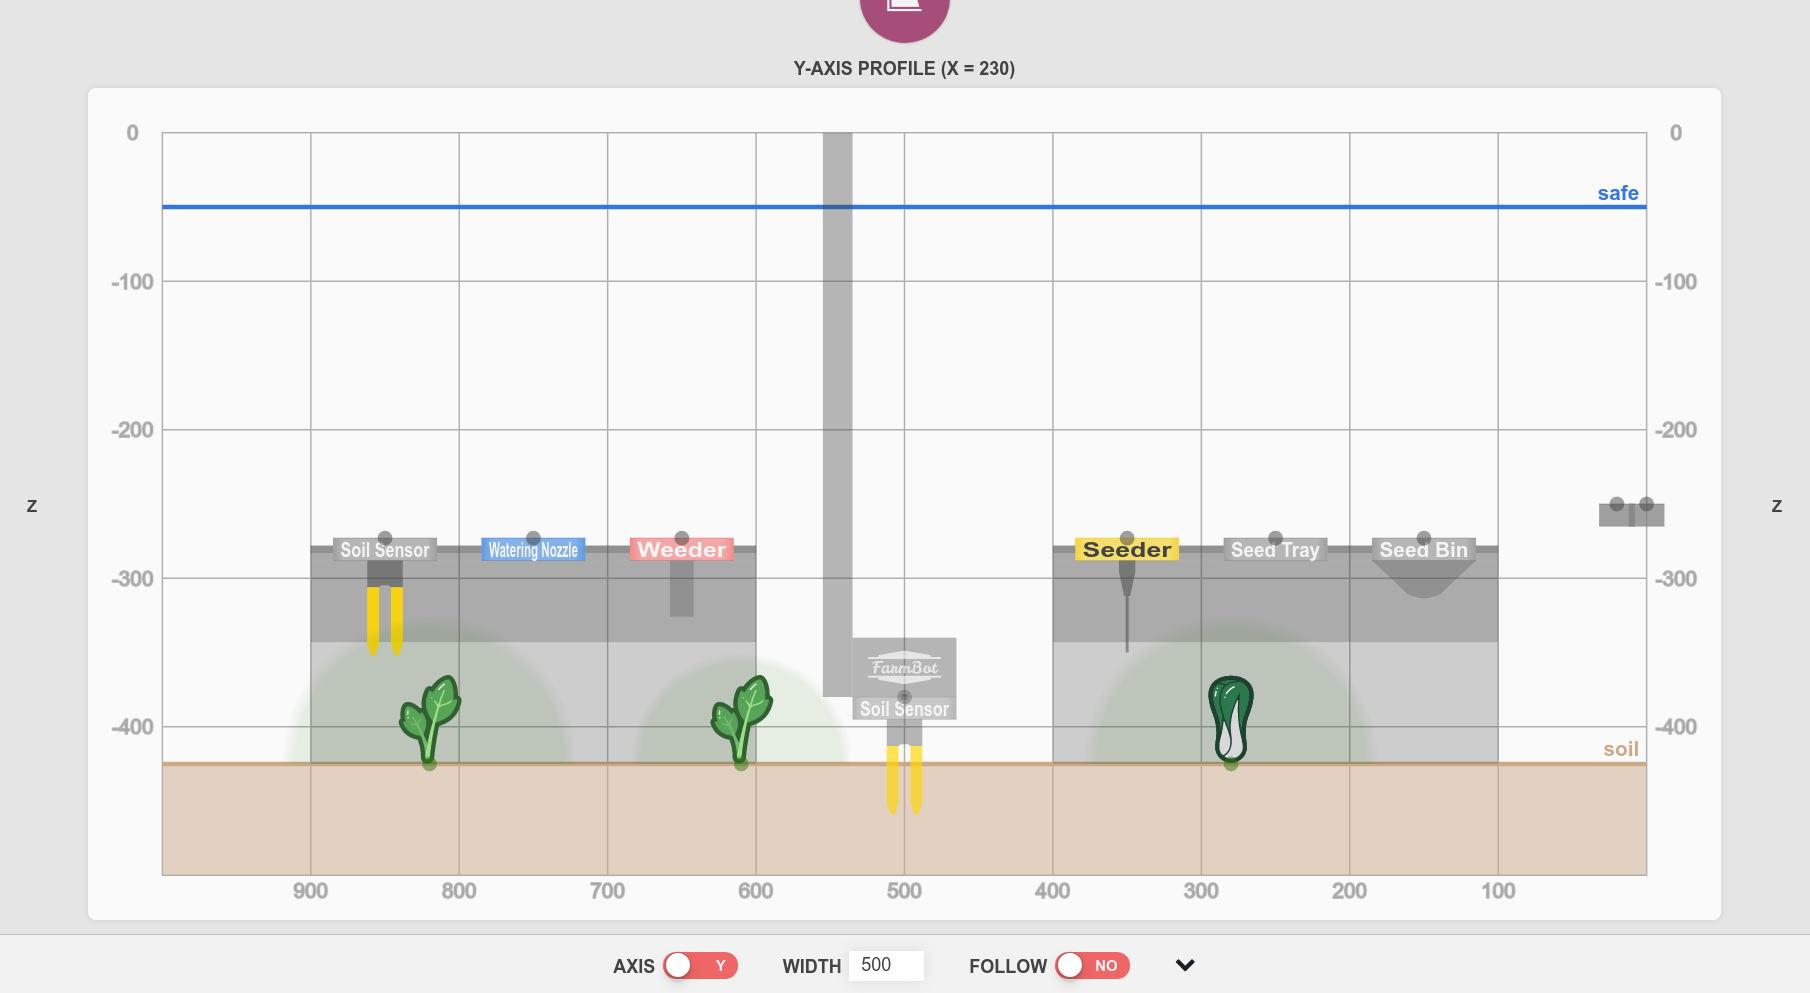 Y-AXIS PROFILE (X = 230)
0 0
safe
-100 -100
-200 -200
Z Z
Soil Sensor Watering Nozzle Weeder Seeder Seed Tray Seed Bin
-300 -300
FarmBot
Soil Sensor
-400 -400
soil
900 800 700 600 500 400 300 200 100
AXIS Y WIDTH 500 FOLLOW NO